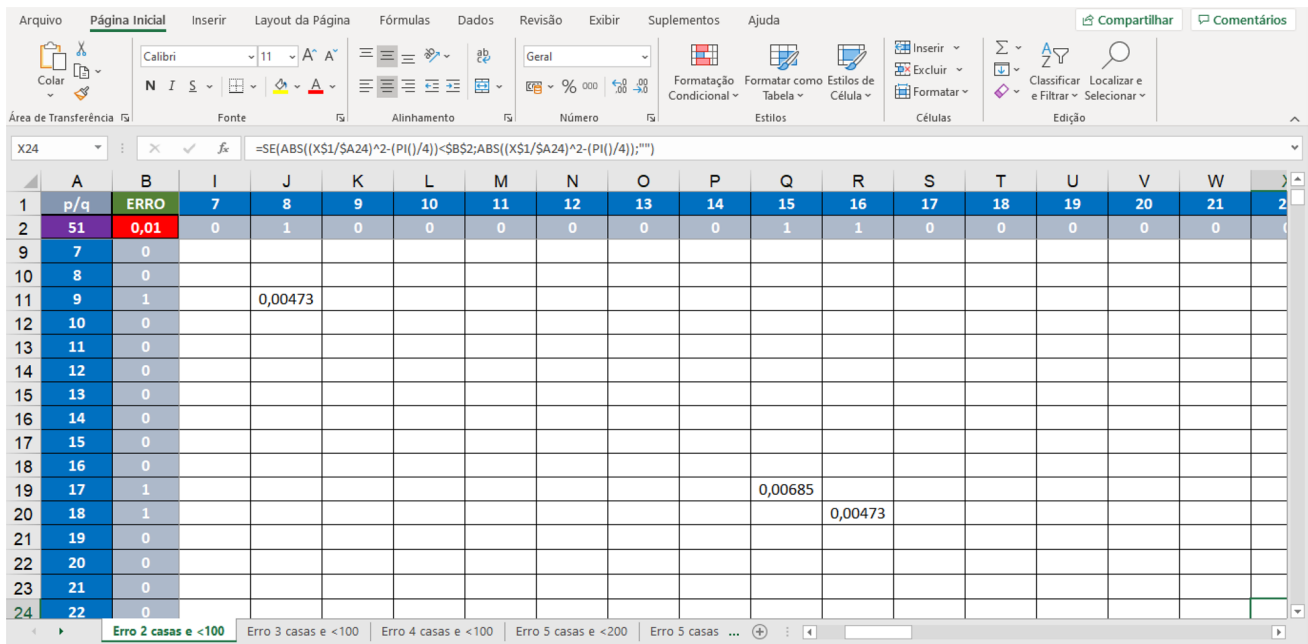 Arquivo Página Inicial Inserir Layout da Página Fórmulas Dados Revisão Exibir Suplementos Ajuda Compartilhar Comentários
Colar Calibri 11 A A ab Geral Inserir
N I S A % 000 Formatação Condicional Formatar como Tabela Estilos de Célula Excluir Formatar Classificar e Filtrar Localizar e Selecionar
Área de Transferência Fonte Alinhamento Número Estilos Células Edição
X24 fx =SE(ABS((X$1/$A24)^2-(PI()/4))<$B$2;ABS((X$1/$A24)^2-(PI()/4));"")
A B I J K L M N O P Q R S T U V W
1 p/q ERRO 7 8 9 10 11 12 13 14 15 16 17 18 19 20 21
2 51 0,01 0 1 0 0 0 0 0 0 1 1 0 0 0 0 0
9 7 0
10 8 0
11 9 1 0,00473
12 10 0
13 11 0
14 12 0
15 13 0
16 14 0
17 15 0
18 16 0
19 17 1 0,00685
20 18 1 0,00473
21 19 0
22 20 0
23 21 0
24 22 0
Erro 2 casas e <100 Erro 3 casas e <100 Erro 4 casas e <100 Erro 5 casas e <200 Erro 5 casas ...